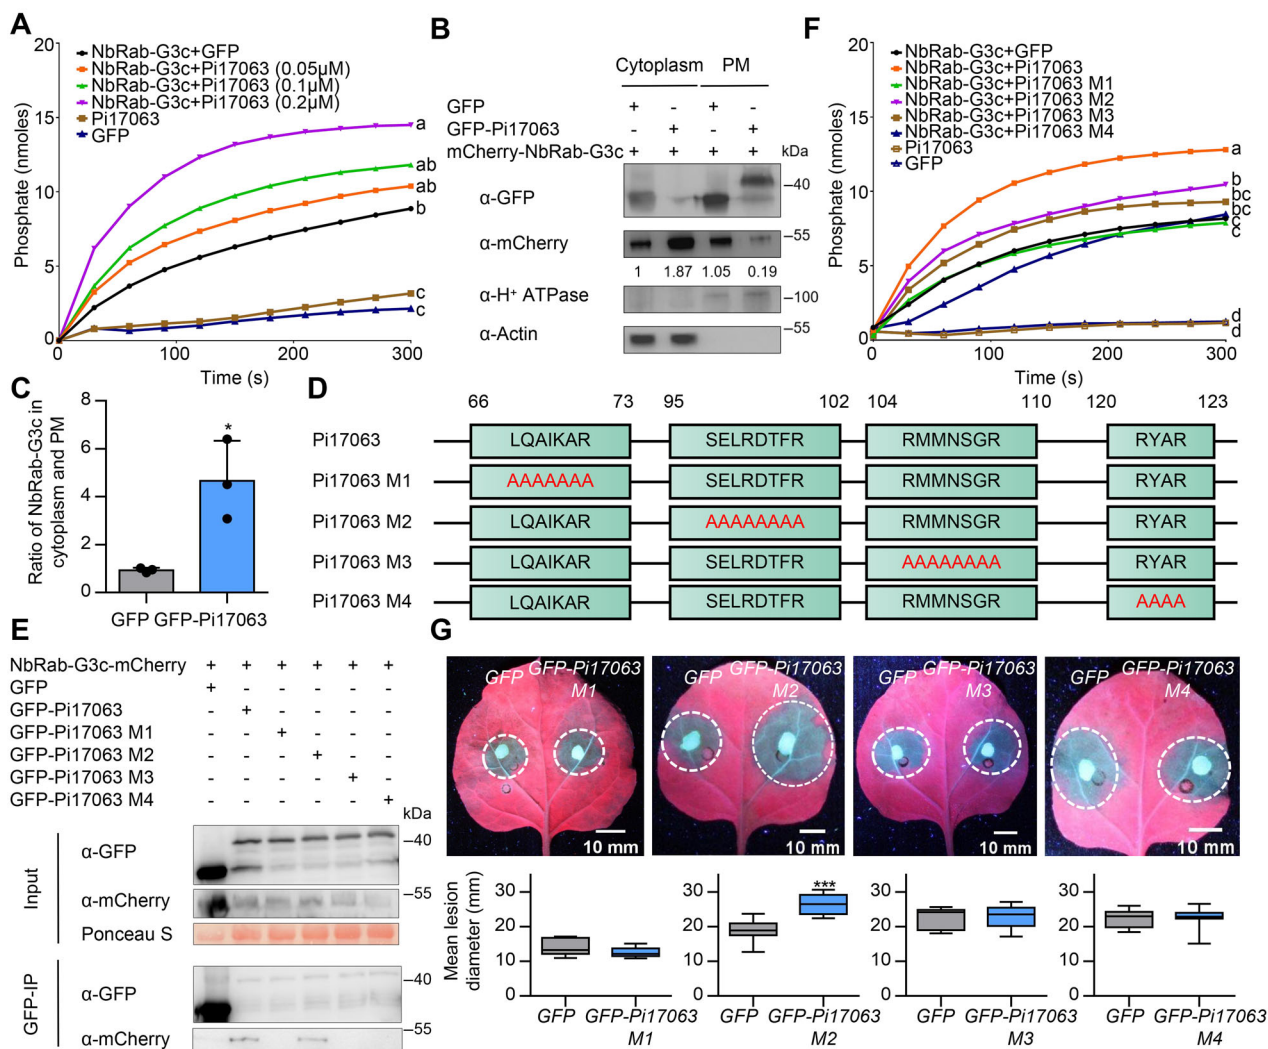 A
20
15
10
5
0
0
100
200
300
Phosphate (nmoles)
Time (s)
NbRab-G3c+GFP
NbRab-G3c+Pi17063 (0.05µM)
NbRab-G3c+Pi17063 (0.1µM)
NbRab-G3c+Pi17063 (0.2µM)
Pi17063
GFP
a
ab
ab
b
c
c
B
Cytoplasm PM
GFP + - + -
GFP-Pi17063 - + - +
mCherry-NbRab-G3c + + + + kDa
α-GFP –40
α-mCherry –55
1 1.87 1.05 0.19
α-H⁺ ATPase –100
α-Actin –55
F
20
15
10
5
0
0
100
200
300
Phosphate (nmoles)
Time (s)
NbRab-G3c+GFP
NbRab-G3c+Pi17063
NbRab-G3c+Pi17063 M1
NbRab-G3c+Pi17063 M2
NbRab-G3c+Pi17063 M3
NbRab-G3c+Pi17063 M4
Pi17063
GFP
a
b
bc
bc
c
c
d
d
C
8
6
4
2
0
Ratio of NbRab-G3c in
cytoplasm and PM
*
GFP GFP-Pi17063
D
66 73 95 102 104 110 120 123
Pi17063 LQAIKAR SELRDTFR RMMNSGR RYAR
Pi17063 M1 AAAAAAA SELRDTFR RMMNSGR RYAR
Pi17063 M2 LQAIKAR AAAAAAAA RMMNSGR RYAR
Pi17063 M3 LQAIKAR SELRDTFR AAAAAAAA RYAR
Pi17063 M4 LQAIKAR SELRDTFR RMMNSGR AAAA
E
NbRab-G3c-mCherry + + + + + +
GFP + - - - - -
GFP-Pi17063 - + - - - -
GFP-Pi17063 M1 - - + - - -
GFP-Pi17063 M2 - - - + - -
GFP-Pi17063 M3 - - - - + -
GFP-Pi17063 M4 - - - - - +
kDa
Input
α-GFP –40
α-mCherry –55
Ponceau S
GFP-IP
α-GFP –40
α-mCherry –55
G
GFP GFP-Pi17063
M1
10 mm
GFP GFP-Pi17063
M2
10 mm
GFP GFP-Pi17063
M3
10 mm
GFP GFP-Pi17063
M4
10 mm
Mean lesion
diameter (mm)
30
20
10
0
GFP GFP-Pi17063
M1
30
20
10
0
***
GFP GFP-Pi17063
M2
30
20
10
0
GFP GFP-Pi17063
M3
30
20
10
0
GFP GFP-Pi17063
M4